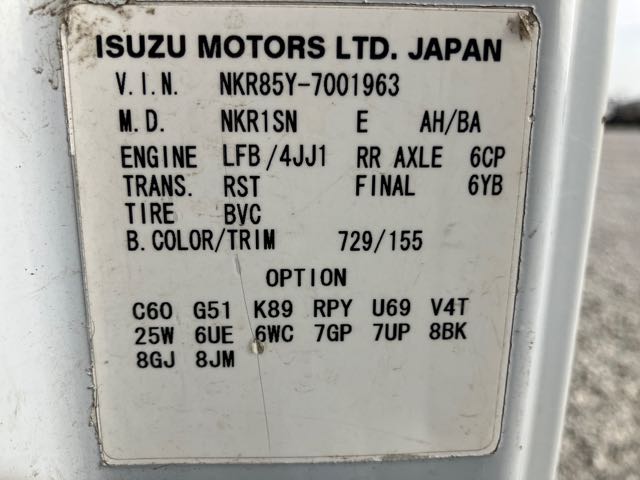 ISUZU MOTORS LTD. JAPAN
V.I.N. NKR85Y-7001963
M.D. NKR1SN E AH/BA
ENGINE LFB/4JJ1 RR AXLE 6CP
TRANS. RST FINAL 6YB
TIRE BVC
B.COLOR/TRIM 729/155
OPTION
C60 G51 K89 RPY U69 V4T
25W 6UE 6WC 7GP 7UP 8BK
8GJ 8JM